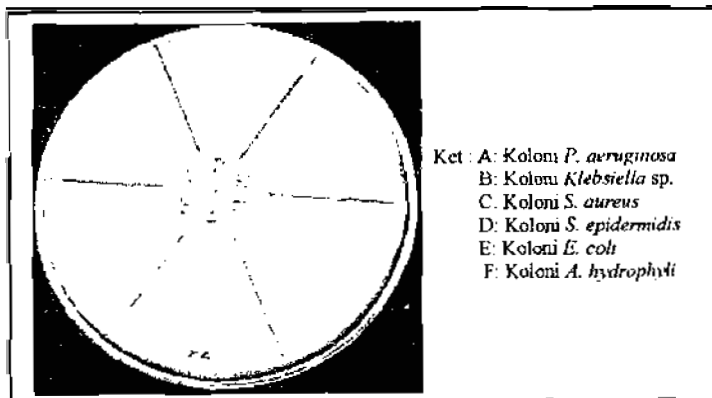 Ket : A: Koloni P. aeruginosa
B: Koloni Klebsiella sp.
C. Koloni S. aureus
D: Koloni S. epidermidis
E: Koloni E. coli
F: Koloni A. hydrophyli